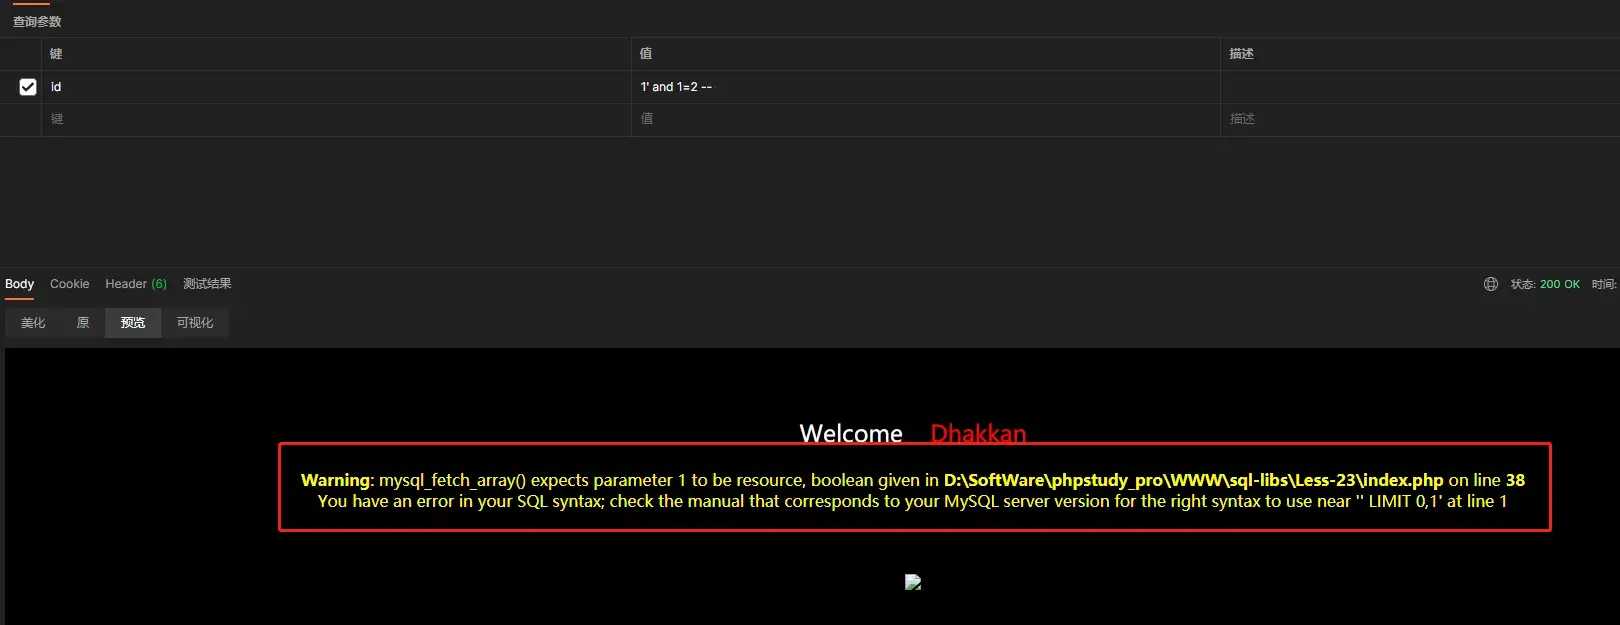 查询参数
键 值 描述
id 1' and 1=2 --
键 值 描述
Body Cookie Header (6) 测试结果 状态: 200 OK 时间:
美化 原 预览 可视化
Welcome Dhakkan
Warning: mysql_fetch_array() expects parameter 1 to be resource, boolean given in D:\SoftWare\phpstudy_pro\WWW\sql-libs\Less-23\index.php on line 38
You have an error in your SQL syntax; check the manual that corresponds to your MySQL server version for the right syntax to use near '' LIMIT 0,1' at line 1